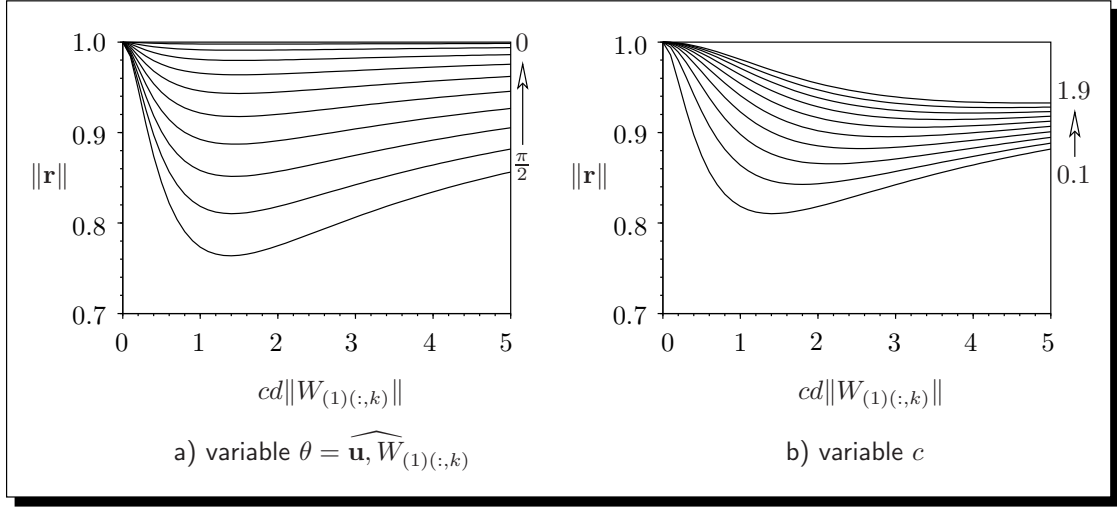 1.0
0.9
0.8
0.7
‖r‖
0
π/2
0 1 2 3 4 5
cd‖W(1)(:,k)‖
a) variable θ = u, W(1)(:,k)
1.0
0.9
0.8
0.7
‖r‖
1.9
0.1
0 1 2 3 4 5
cd‖W(1)(:,k)‖
b) variable c